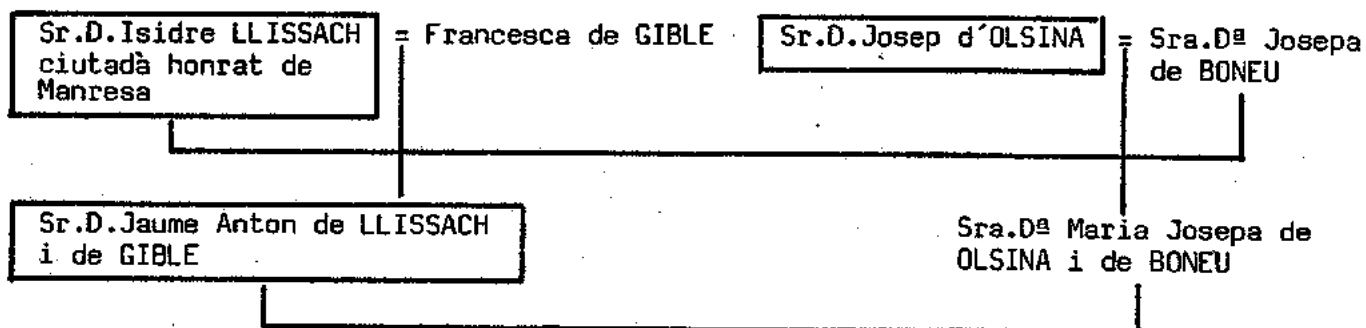 Sr.D.Isidre LLISSACH
ciutadà honrat de
Manresa
= Francesca de GIBLE
Sr.D.Josep d´OLSINA
= Sra.Dª Josepa
de BONEU
Sr.D.Jaume Anton de LLISSACH
i de GIBLE
Sra.Dª Maria Josepa de
OLSINA i de BONEU